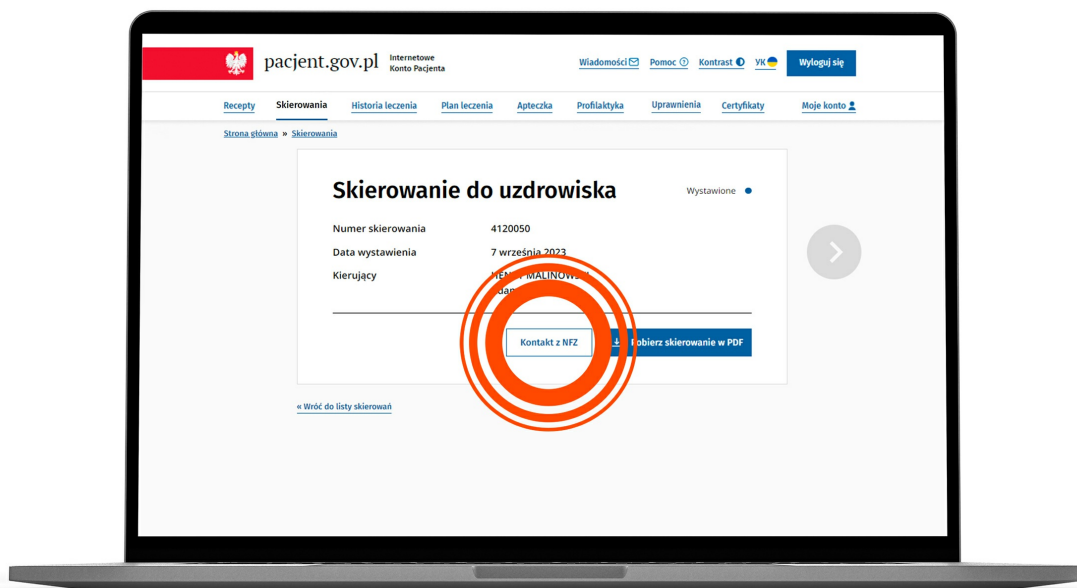 pacjent.gov.pl
Internetowe
Konto Pacjenta
Wiadomości Pomoc Kontrast УК Wyloguj się
Recepty Skierowania Historia leczenia Plan leczenia Apteczka Profilaktyka Uprawnienia Certyfikaty Moje konto
Strona główna » Skierowania
Skierowanie do uzdrowiska
Wystawione
Numer skierowania 4120050
Data wystawienia 7 września 2023
Kierujący
Kontakt z NFZ
Pobierz skierowanie w PDF
« Wróć do listy skierowań